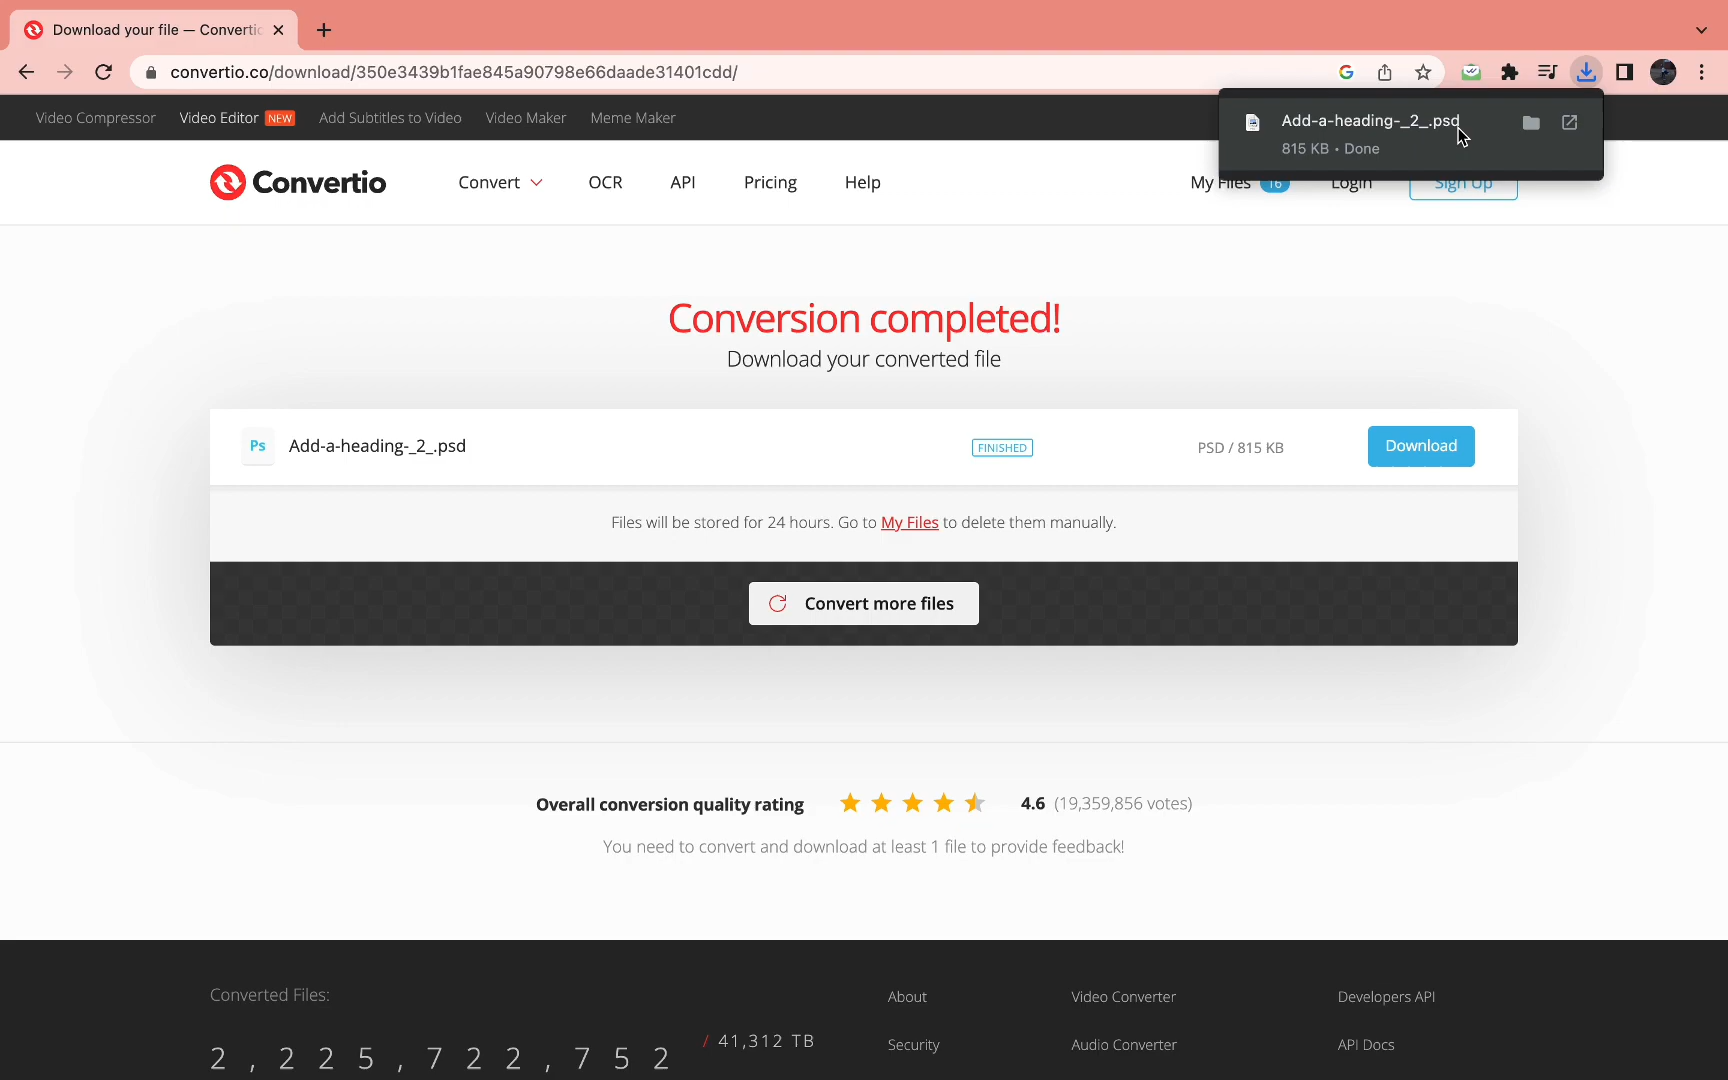 Download your file — Converti
convertio.co/download/350e3439b1fae845a90798e66daade31401cdd/
Video Compressor
Video Editor NEW
Add Subtitles to Video
Video Maker
Meme Maker
Add-a-heading-_2_.psd
815 KB • Done
Convertio
Convert
OCR
API
Pricing
Help
My Files 16
Login
Sign Up
Conversion completed!
Download your converted file
Ps
Add-a-heading-_2_.psd
FINISHED
PSD / 815 KB
Download
Files will be stored for 24 hours. Go to My Files to delete them manually.
Convert more files
Overall conversion quality rating
4.6 (19,359,856 votes)
You need to convert and download at least 1 file to provide feedback!
Converted Files:
2,225,722,752
/ 41,312 TB
About
Video Converter
Developers API
Security
Audio Converter
API Docs